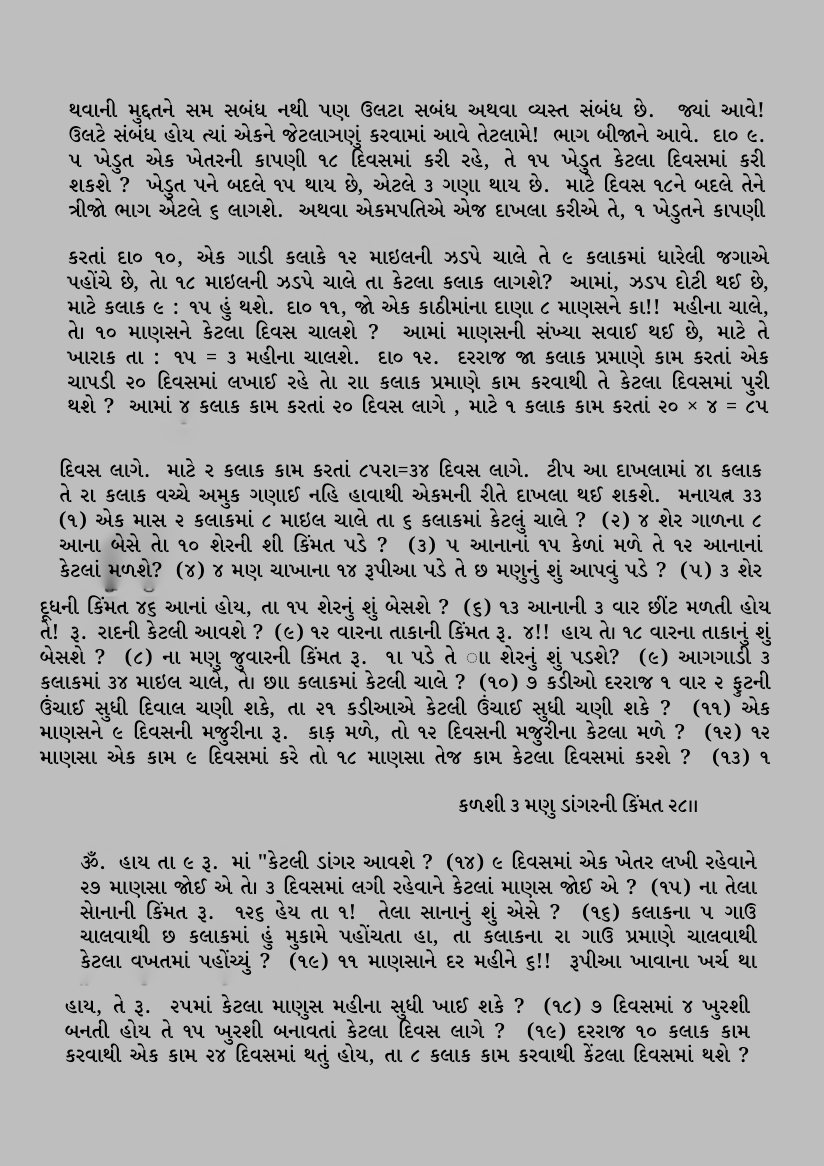 થવાની મુદ્દતને સમ સબંધ નથી પણ ઉલટા સબંધ અથવા વ્યસ્ત સંબંધ છે. જ્યાં આવે!
ઉલટે સંબંધ હોય ત્યાં એકને જેટલાઞણું કરવામાં આવે તેટલામે! ભાગ બીજાને આવે. દા૦ ૯.
૫ ખેડુત એક ખેતરની કાપણી ૧૮ દિવસમાં કરી રહે, તે ૧૫ ખેડુત કેટલા દિવસમાં કરી
શકશે ? ખેડુત ૫ને બદલે ૧૫ થાય છે, એટલે ૩ ગણા થાય છે. માટે દિવસ ૧૮ને બદલે તેને
ત્રીજો ભાગ એટલે ૬ લાગશે. અથવા એકમપતિએ એજ દાખલા કરીએ તે, ૧ ખેડુતને કાપણી
કરતાં દા૦ ૧૦, એક ગાડી કલાકે ૧૨ માઇલની ઝડપે ચાલે તે ૯ કલાકમાં ધારેલી જગાએ
પહોંચે છે, તેા ૧૮ માઇલની ઝડપે ચાલે તા કેટલા કલાક લાગશે? આમાં, ઝડપ દોટી થઈ છે,
માટે કલાક ૯ : ૧૫ હું થશે. દા૦ ૧૧, જો એક કાઠીમાંના દાણા ૮ માણસને કા!! મહીના ચાલે,
તેા ૧૦ માણસને કેટલા દિવસ ચાલશે ? આમાં માણસની સંખ્યા સવાઈ થઈ છે, માટે તે
ખારાક તા : ૧૫ = ૩ મહીના ચાલશે. દા૦ ૧૨. દરરાજ જા કલાક પ્રમાણે કામ કરતાં એક
ચાપડી ૨૦ દિવસમાં લખાઈ રહે તેા રાા કલાક પ્રમાણે કામ કરવાથી તે કેટલા દિવસમાં પુરી
થશે ? આમાં ૪ કલાક કામ કરતાં ૨૦ દિવસ લાગે , માટે ૧ કલાક કામ કરતાં ૨૦ × ૪ = ૮૫
દિવસ લાગે. માટે ર કલાક કામ કરતાં ૮૫રા=૩૪ દિવસ લાગે. ટીપ આ દાખલામાં ૪ા કલાક
તે રા કલાક વચ્ચે અમુક ગણાઈ નહિ હાવાથી એકમની રીતે દાખલા થઈ શકશે. મનાયત્ન ૩૩
(૧) એક માસ ૨ કલાકમાં ૮ માઇલ ચાલે તા ૬ કલાકમાં કેટલું ચાલે ? (૨) ૪ શેર ગાળના ૮
આના બેસે તેા ૧૦ શેરની શી કિંમત પડે ? (૩) ૫ આનાનાં ૧૫ કેળાં મળે તે ૧૨ આનાનાં
કેટલાં મળશે? (૪) ૪ મણ ચાખાના ૧૪ રૂપીઆ પડે તે છ મણુનું શું આપવું પડે ? (૫) ૩ શેર
દૂધની કિંમત ૪૬ આનાં હોય, તા ૧૫ શેરનું શું બેસશે ? (૬) ૧૩ આનાની ૩ વાર છીંટ મળતી હોય
તે! રૂ. રાદની કેટલી આવશે ? (૯) ૧૨ વારના તાકાની કિંમત રૂ. ૪!! હાય તેા ૧૮ વારના તાકાનું શું
બેસશે ? (૮) ના મણુ જુવારની કિંમત રૂ. ૧ા પડે તે ાા શેરનું શું પડશે? (૯) આગગાડી ૩
કલાકમાં ૩૪ માઇલ ચાલે, તેા છાા કલાકમાં કેટલી ચાલે ? (૧૦) ૭ કડીઓ દરરાજ ૧ વાર ૨ ફુટની
ઉંચાઈ સુધી દિવાલ ચણી શકે, તા ૨૧ કડીઆએ કેટલી ઉંચાઈ સુધી ચણી શકે ? (૧૧) એક
માણસને ૯ દિવસની મજુરીના રૂ. કાક઼ મળે, તો ૧૨ દિવસની મજુરીના કેટલા મળે ? (૧૨) ૧૨
માણસા એક કામ ૯ દિવસમાં કરે તો ૧૮ માણસા તેજ કામ કેટલા દિવસમાં કરશે ? (૧૩) ૧
કળશી ૩ મણુ ડાંગરની કિંમત ૨૮ાા
ૐ. હાય તા ૯ રૂ. માં "કેટલી ડાંગર આવશે ? (૧૪) ૯ દિવસમાં એક ખેતર લખી રહેવાને
૨૭ માણસા જોઈ એ તેા ૩ દિવસમાં લગી રહેવાને કેટલાં માણસ જોઈ એ ? (૧૫) ના તેલા
સેાનાની કિંમત રૂ. ૧૨૬ હેય તા ૧! તેલા સાનાનું શું એસે ? (૧૬) કલાકના ૫ ગાઉ
ચાલવાથી છ કલાકમાં હું મુકામે પહોંચતા હા, તા કલાકના રા ગાઉ પ્રમાણે ચાલવાથી
કેટલા વખતમાં પહોંચ્યું ? (૧૯) ૧૧ માણસાને દર મહીને ૬!! રૂપીઆ ખાવાના ખર્ચ થા
હાય, તે રૂ. ૨૫માં કેટલા માણુસ મહીના સુધી ખાઈ શકે ? (૧૮) ૭ દિવસમાં ૪ ખુરશી
બનતી હોય તે ૧૫ ખુરશી બનાવતાં કેટલા દિવસ લાગે ? (૧૯) દરરાજ ૧૦ કલાક કામ
કરવાથી એક કામ ૨૪ દિવસમાં થતું હોય, તા ૮ કલાક કામ કરવાથી કેંટલા દિવસમાં થશે ?